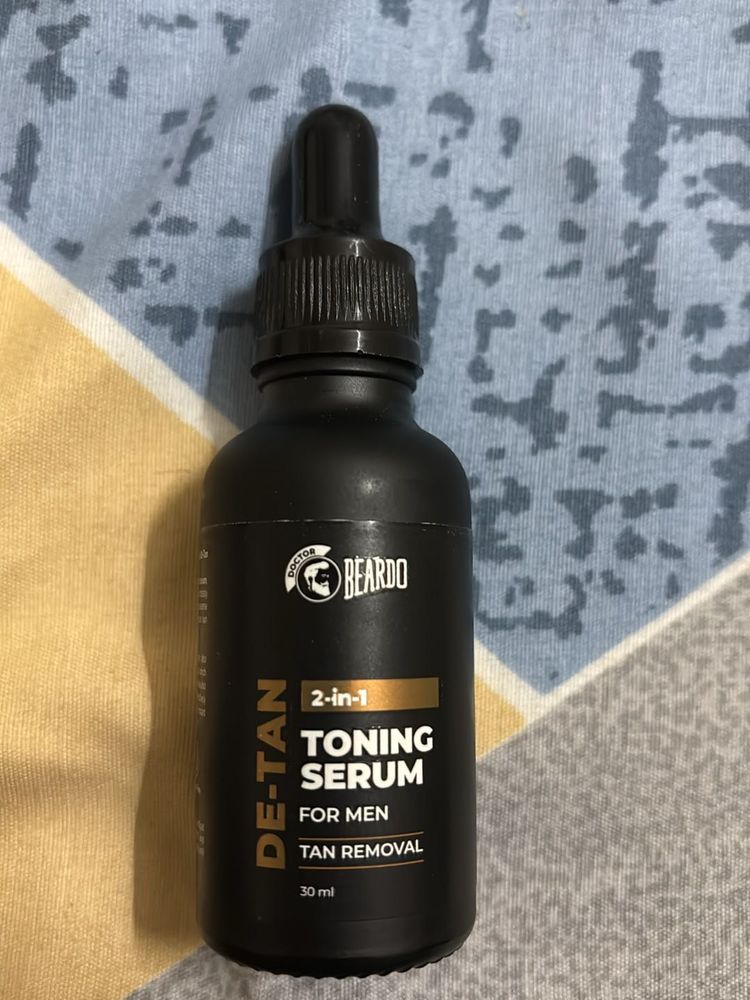 DOCTOR
BEARDO
DE-TAN
2-in-1
TONING
SERUM
FOR MEN
TAN REMOVAL
30 ml